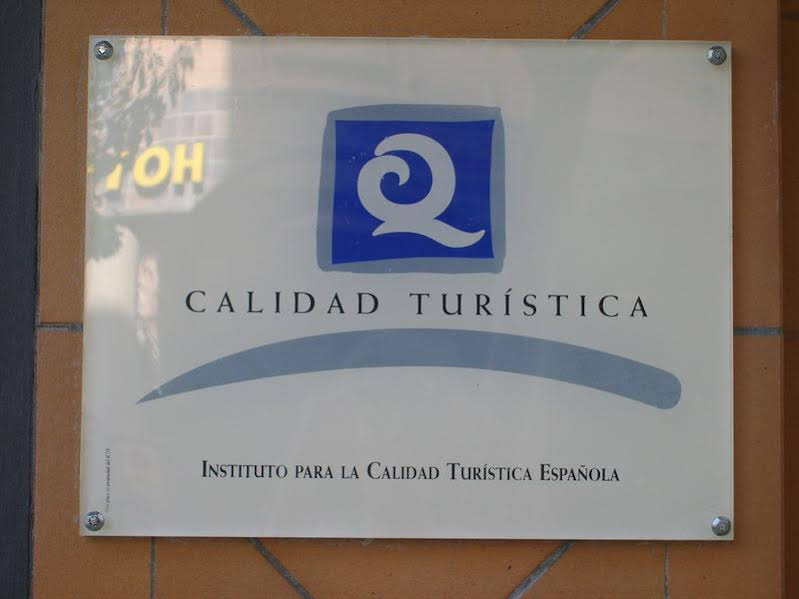 Q
CALIDAD TURÍSTICA
INSTITUTO PARA LA CALIDAD TURÍSTICA ESPAÑOLA